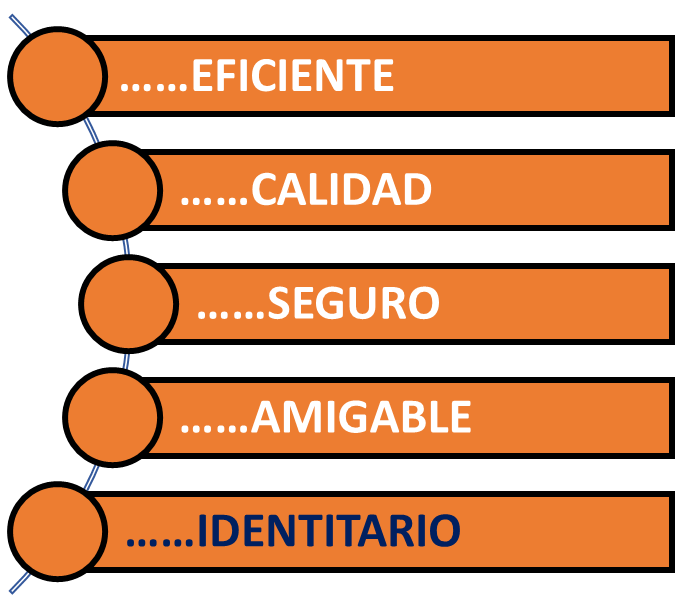 ……EFICIENTE
……CALIDAD
……SEGURO
……AMIGABLE
……IDENTITARIO